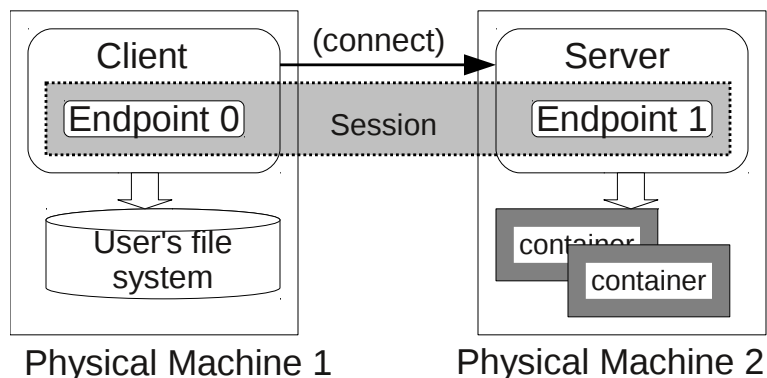 (connect)
Client
Server
Endpoint 0
Session
Endpoint 1
User's file
system
container
container
Physical Machine 1
Physical Machine 2